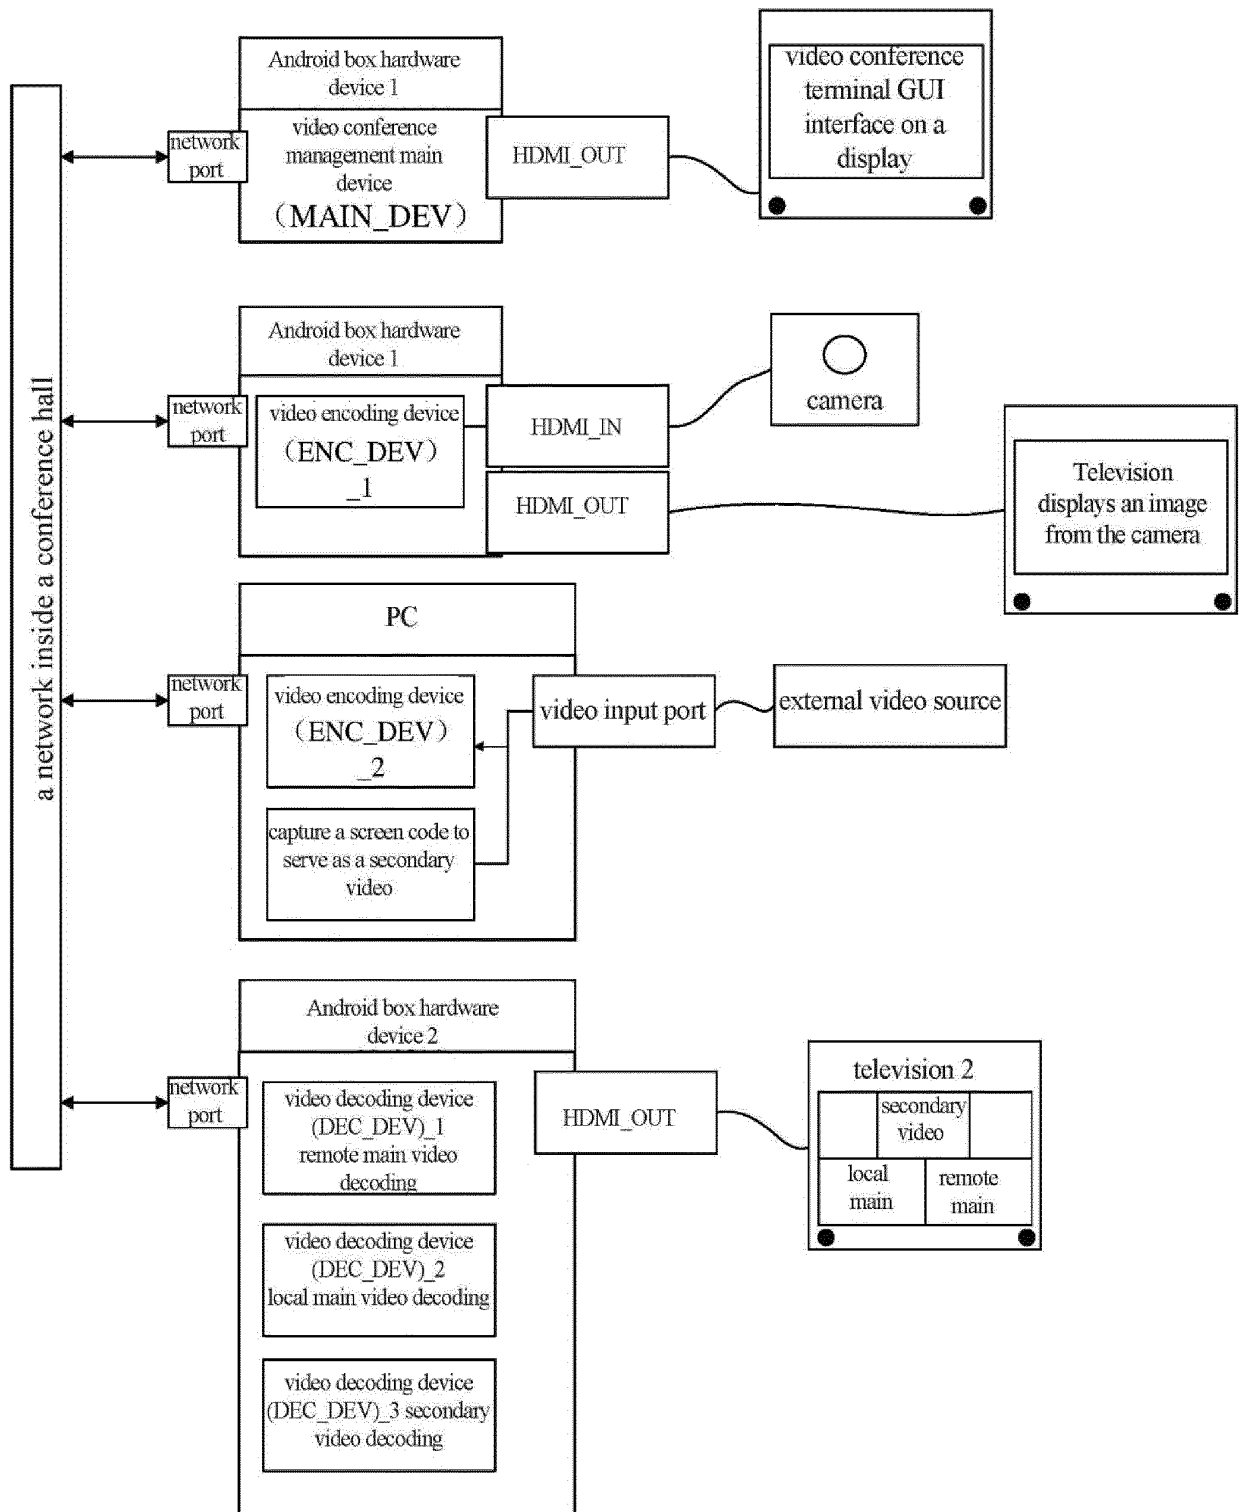 a network inside a conference hall
Android box hardware
device 1
network
port
video conference
management main
device
（MAIN_DEV）
HDMI_OUT
video conference
terminal GUI
interface on a
display
Android box hardware
device 1
network
port
video encoding device
（ENC_DEV）
_1
HDMI_IN
HDMI_OUT
camera
Television
displays an image
from the camera
PC
network
port
video encoding device
（ENC_DEV）
_2
capture a screen code to
serve as a secondary
video
video input port
external video source
Android box hardware
device 2
network
port
video decoding device
(DEC_DEV)_1
remote main video
decoding
video decoding device
(DEC_DEV)_2
local main video decoding
video decoding device
(DEC_DEV)_3 secondary
video decoding
HDMI_OUT
television 2
secondary
video
local
main
remote
main